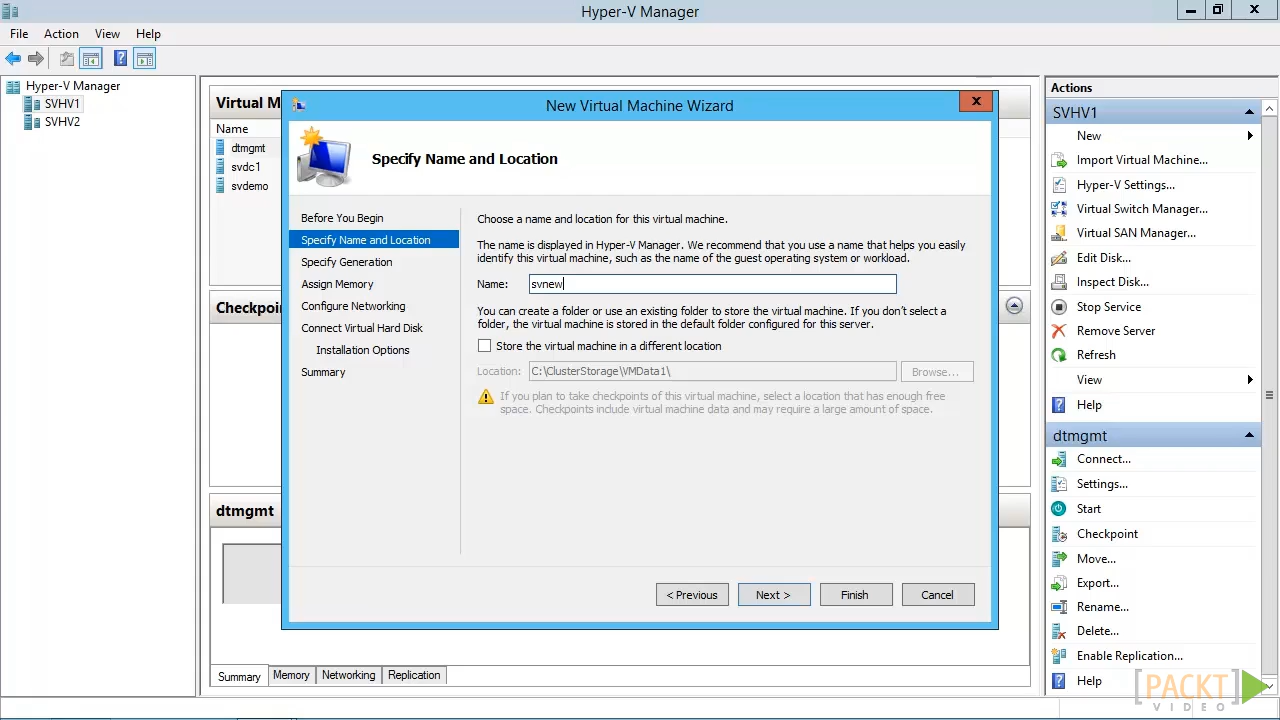 Hyper-V Manager
File Action View Help
Hyper-V Manager
SVHV1
SVHV2
Virtual M
Name
dtmgmt
svdc1
svdemo
Checkpoin
dtmgmt
Summary Memory Networking Replication
New Virtual Machine Wizard
Specify Name and Location
Before You Begin
Specify Name and Location
Specify Generation
Assign Memory
Configure Networking
Connect Virtual Hard Disk
Installation Options
Summary
Choose a name and location for this virtual machine.
The name is displayed in Hyper-V Manager. We recommend that you use a name that helps you easily
identify this virtual machine, such as the name of the guest operating system or workload.
Name: svnew
You can create a folder or use an existing folder to store the virtual machine. If you don't select a
folder, the virtual machine is stored in the default folder configured for this server.
Store the virtual machine in a different location
Location: C:\ClusterStorage\VMData1\ Browse...
If you plan to take checkpoints of this virtual machine, select a location that has enough free
space. Checkpoints include virtual machine data and may require a large amount of space.
< Previous Next > Finish Cancel
Actions
SVHV1
New
Import Virtual Machine...
Hyper-V Settings...
Virtual Switch Manager...
Virtual SAN Manager...
Edit Disk...
Inspect Disk...
Stop Service
Remove Server
Refresh
View
Help
dtmgmt
Connect...
Settings...
Start
Checkpoint
Move...
Export...
Rename...
Delete...
Enable Replication...
Help
[PACKT]
VIDEO